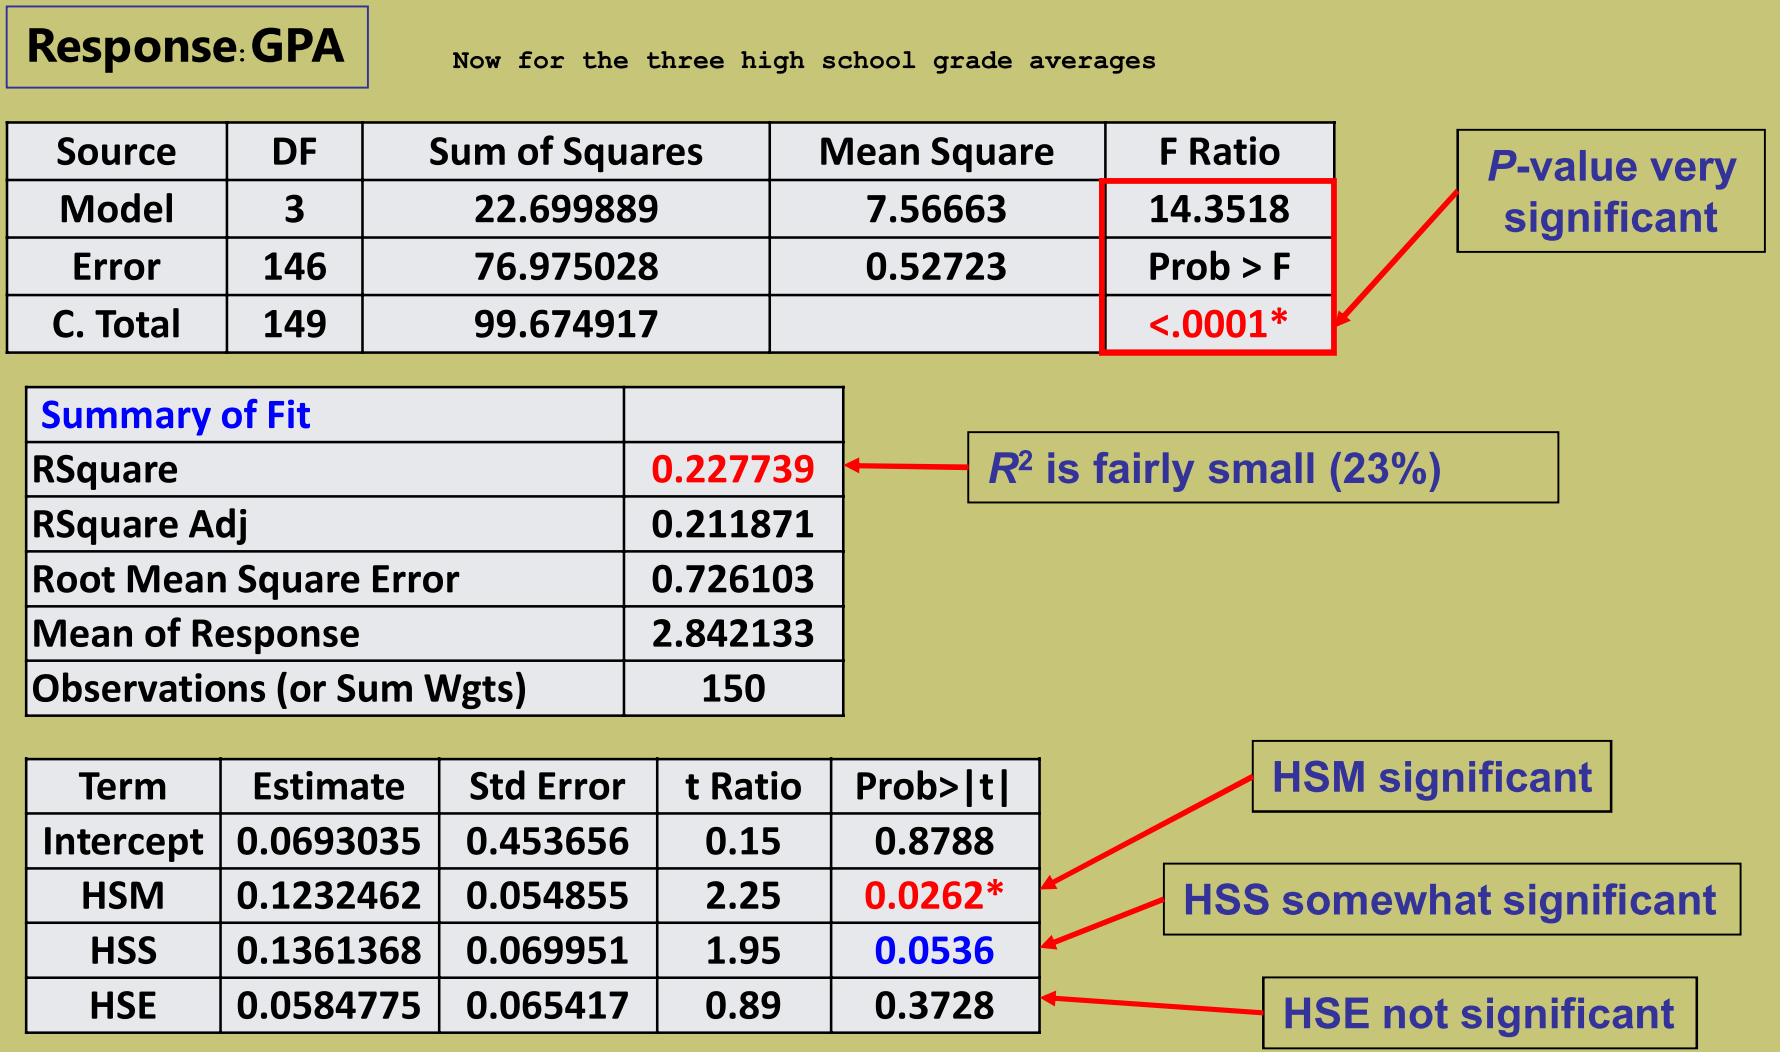 Response: GPA
Now for the three high school grade averages
Source DF Sum of Squares Mean Square F Ratio
Model 3 22.699889 7.56663 14.3518
Error 146 76.975028 0.52723 Prob > F
C. Total 149 99.674917 <.0001*
P-value very
significant
Summary of Fit
RSquare 0.227739
R² is fairly small (23%)
RSquare Adj 0.211871
Root Mean Square Error 0.726103
Mean of Response 2.842133
Observations (or Sum Wgts) 150
Term Estimate Std Error t Ratio Prob>|t|
Intercept 0.0693035 0.453656 0.15 0.8788
HSM 0.1232462 0.054855 2.25 0.0262*
HSS 0.1361368 0.069951 1.95 0.0536
HSE 0.0584775 0.065417 0.89 0.3728
HSM significant
HSS somewhat significant
HSE not significant